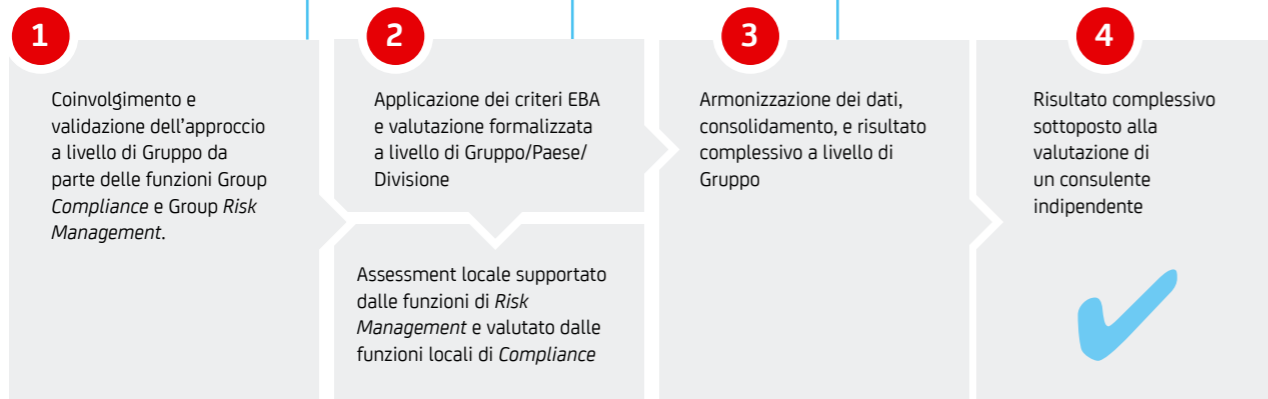 1
Coinvolgimento e
validazione dell'approccio
a livello di Gruppo da
parte delle funzioni Group
Compliance e Group Risk
Management.
2
Applicazione dei criteri EBA
e valutazione formalizzata
a livello di Gruppo/Paese/
Divisione
Assessment locale supportato
dalle funzioni di Risk
Management e valutato dalle
funzioni locali di Compliance
3
Armonizzazione dei dati,
consolidamento, e risultato
complessivo a livello di
Gruppo
4
Risultato complessivo
sottoposto alla
valutazione di
un consulente
indipendente